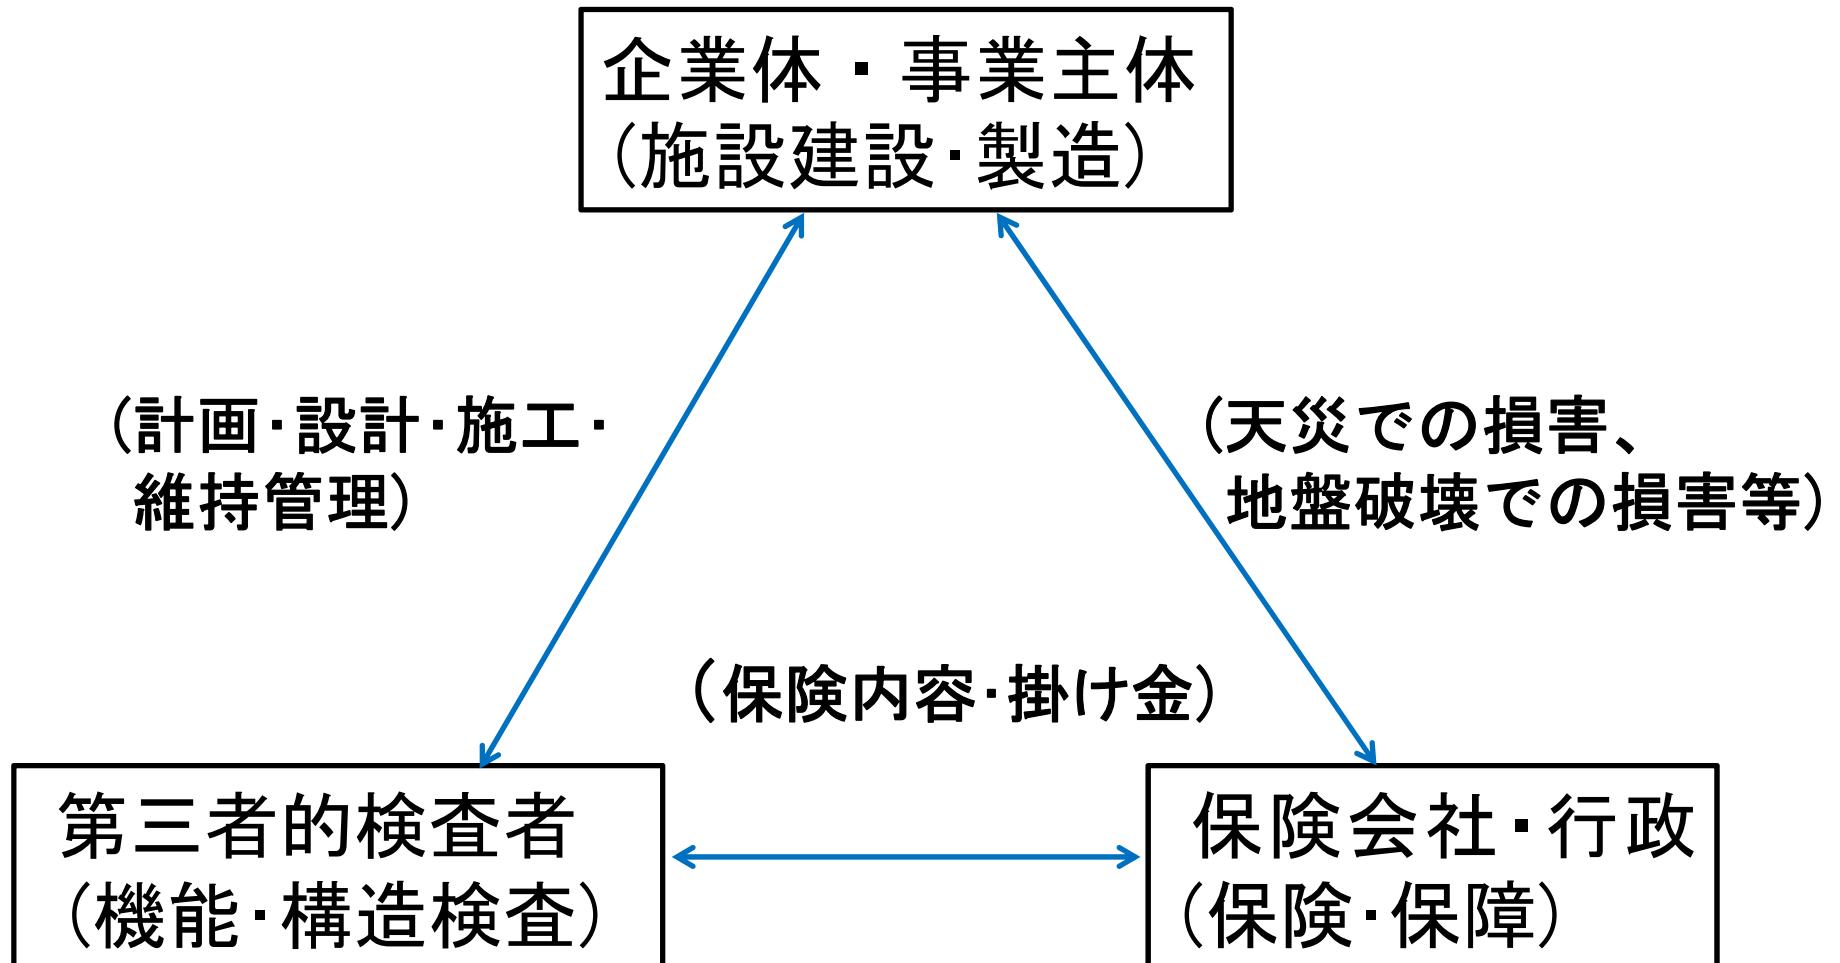 企業体・事業主体
(施設建設・製造)
(計画・設計・施工・
維持管理)
(天災での損害、
地盤破壊での損害等)
(保険内容・掛け金)
第三者的検査者
(機能・構造検査)
保険会社・行政
(保険・保障)